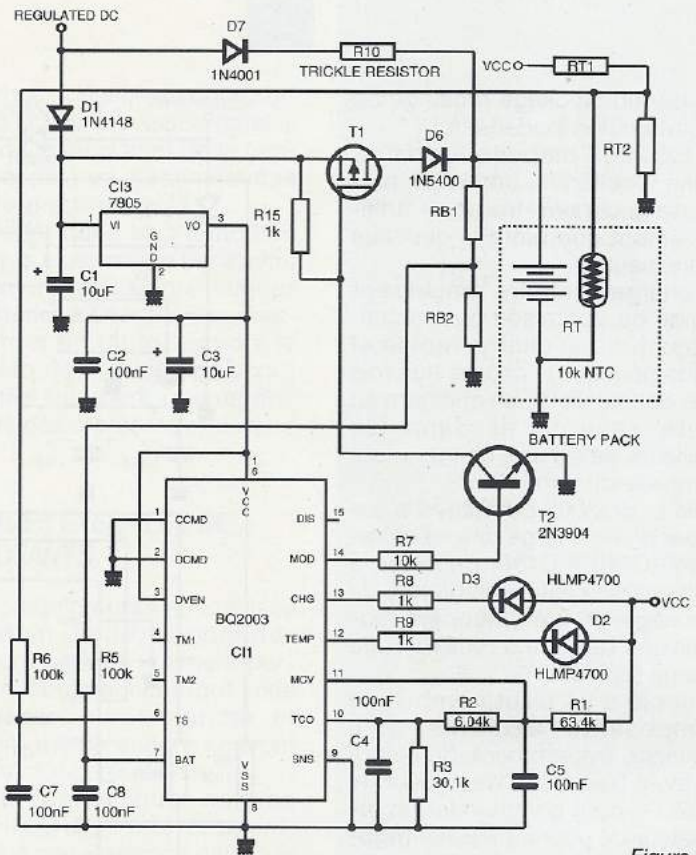 REGULATED DC
D7
1N4001
R10
TRICKLE RESISTOR
VCC
RT1
RT2
D1
1N4148
T1
D6
1N5400
CI3
7805
1
VI
VO
3
GND
2
R15
1k
RB1
RB2
C1
10uF
+
RT
10k NTC
C2
100nF
+
C3
10uF
BATTERY PACK
T2
2N3904
1
6
VCC
1
CCMD
DIS
15
2
DCMD
MOD
14
R7
10k
3
DVEN
CHG
13
R8
1k
D3
HLMP4700
VCC
BQ2003
CI1
4
TM1
TEMP
12
R9
1k
D2
HLMP4700
5
TM2
MCV
11
R6
100k
R5
100k
100nF
6
TS
TCO
10
R2
6,04k
R1
63.4k
7
BAT
SNS
9
C4
R3
30,1k
C5
100nF
VSS
8
C7
100nF
C8
100nF
Figure